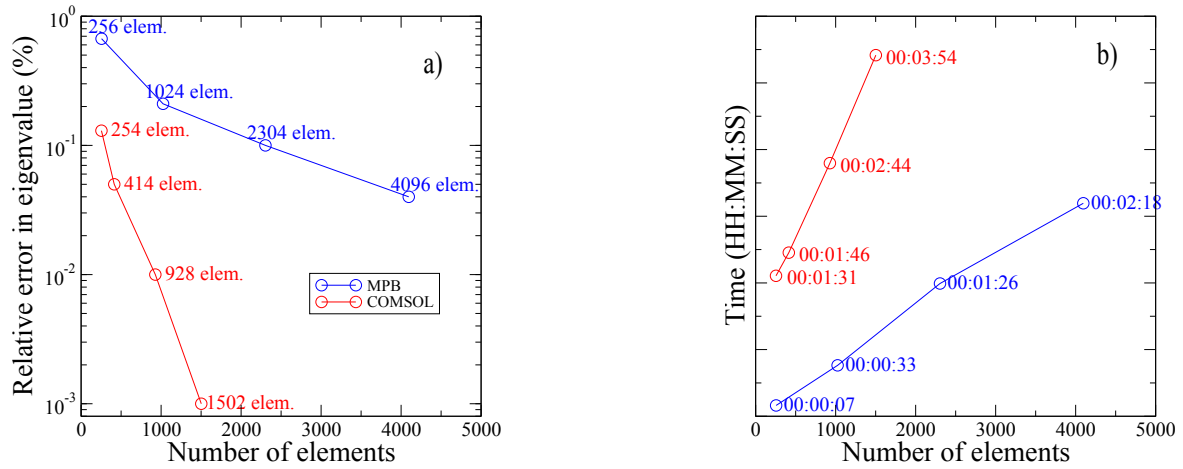 10^0
10^-1
10^-2
10^-3
Relative error in eigenvalue (%)
256 elem.
a)
1024 elem.
254 elem.
2304 elem.
414 elem.
4096 elem.
928 elem.
MPB
COMSOL
1502 elem.
0 1000 2000 3000 4000 5000
Number of elements
Time (HH:MM:SS)
00:03:54
b)
00:02:44
00:02:18
00:01:46
00:01:31
00:01:26
00:00:33
00:00:07
0 1000 2000 3000 4000 5000
Number of elements